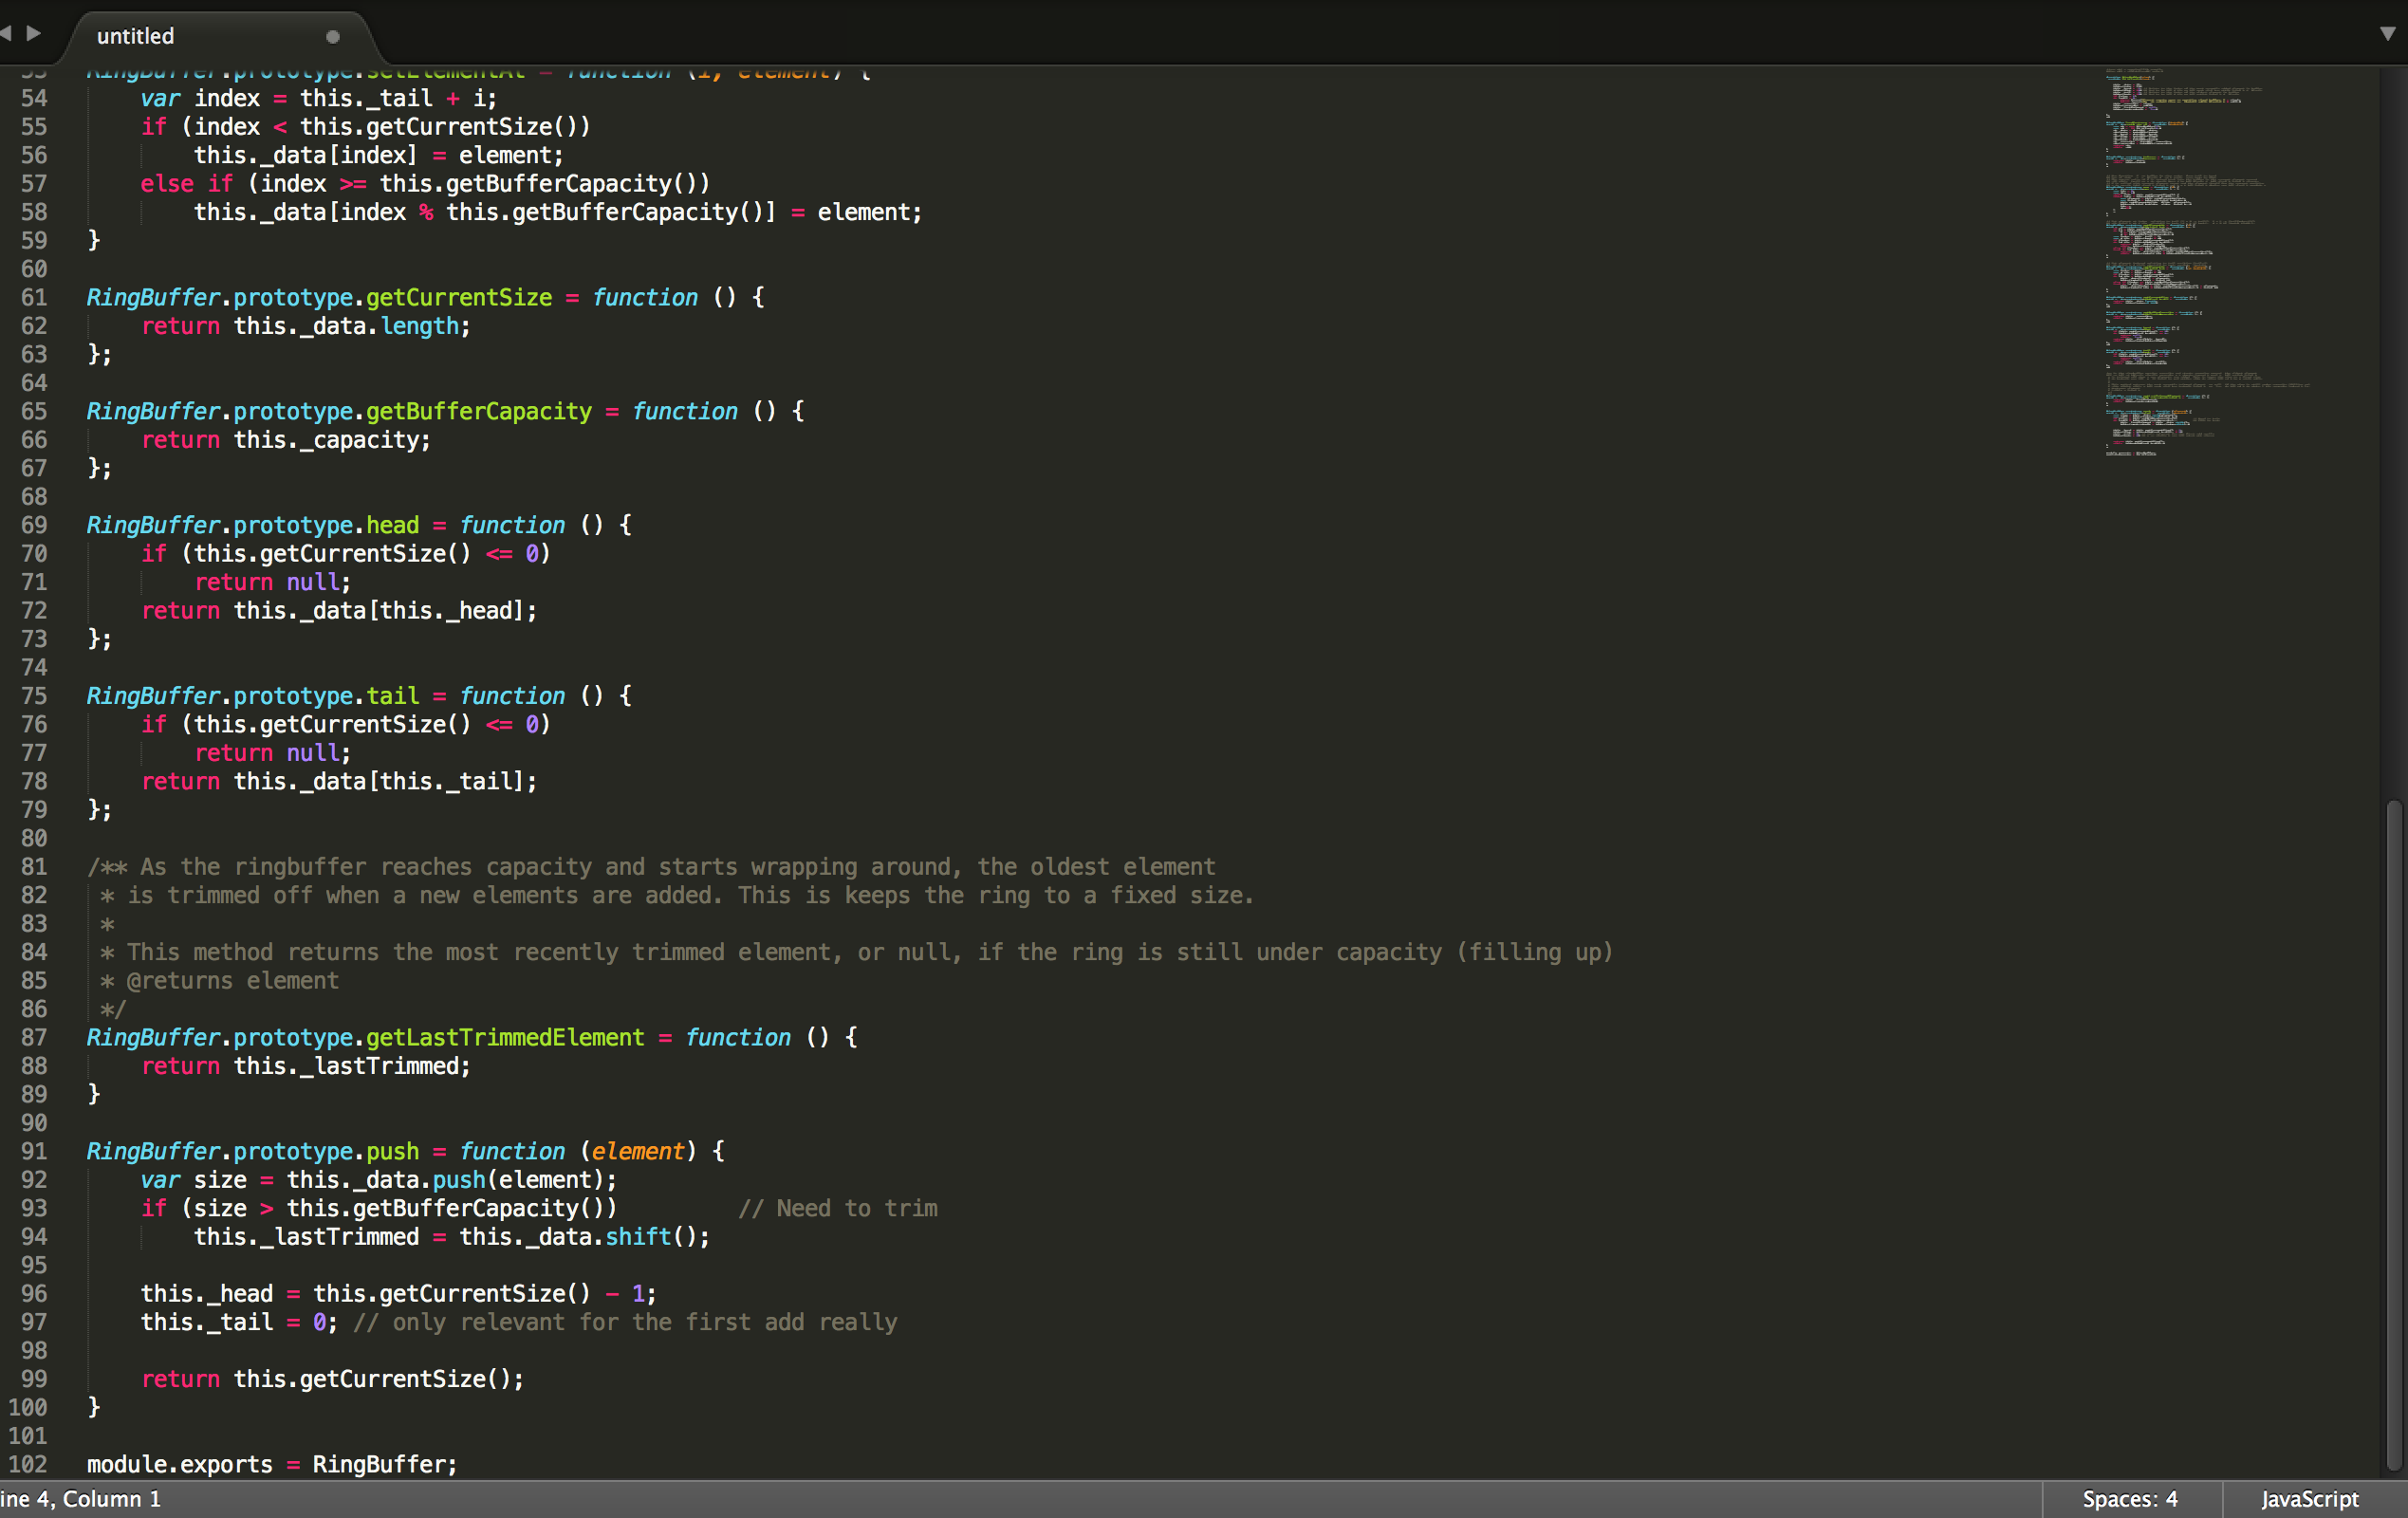 untitled
53 RingBuffer.prototype.setElementAt = function (i, element) {
54 var index = this._tail + i;
55 if (index < this.getCurrentSize())
56 this._data[index] = element;
57 else if (index >= this.getBufferCapacity())
58 this._data[index % this.getBufferCapacity()] = element;
59 }
60
61 RingBuffer.prototype.getCurrentSize = function () {
62 return this._data.length;
63 };
64
65 RingBuffer.prototype.getBufferCapacity = function () {
66 return this._capacity;
67 };
68
69 RingBuffer.prototype.head = function () {
70 if (this.getCurrentSize() <= 0)
71 return null;
72 return this._data[this._head];
73 };
74
75 RingBuffer.prototype.tail = function () {
76 if (this.getCurrentSize() <= 0)
77 return null;
78 return this._data[this._tail];
79 };
80
81 /** As the ringbuffer reaches capacity and starts wrapping around, the oldest element
82 * is trimmed off when a new elements are added. This is keeps the ring to a fixed size.
83 *
84 * This method returns the most recently trimmed element, or null, if the ring is still under capacity (filling up)
85 * @returns element
86 */
87 RingBuffer.prototype.getLastTrimmedElement = function () {
88 return this._lastTrimmed;
89 }
90
91 RingBuffer.prototype.push = function (element) {
92 var size = this._data.push(element);
93 if (size > this.getBufferCapacity()) // Need to trim
94 this._lastTrimmed = this._data.shift();
95
96 this._head = this.getCurrentSize() - 1;
97 this._tail = 0; // only relevant for the first add really
98
99 return this.getCurrentSize();
100 }
101
102 module.exports = RingBuffer;
ine 4, Column 1
Spaces: 4
JavaScript